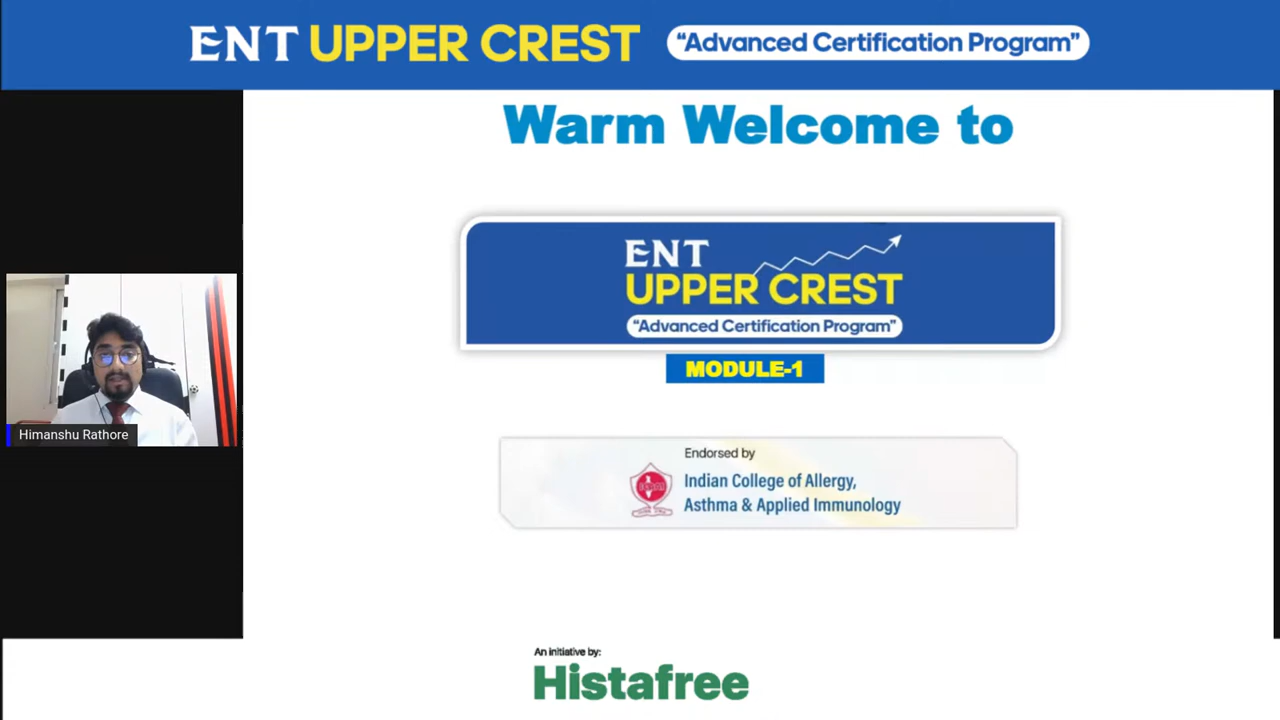 ENT UPPER CREST "Advanced Certification Program"
Warm Welcome to
ENT
UPPER CREST
"Advanced Certification Program"
MODULE-1
Himanshu Rathore
Endorsed by
Indian College of Allergy,
Asthma & Applied Immunology
An initiative by:
Histafree